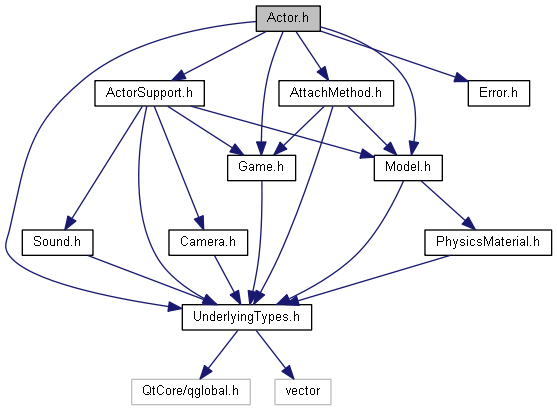 Actor.h
ActorSupport.h
AttachMethod.h
Error.h
Game.h
Model.h
Sound.h
Camera.h
PhysicsMaterial.h
UnderlyingTypes.h
QtCore/qglobal.h
vector